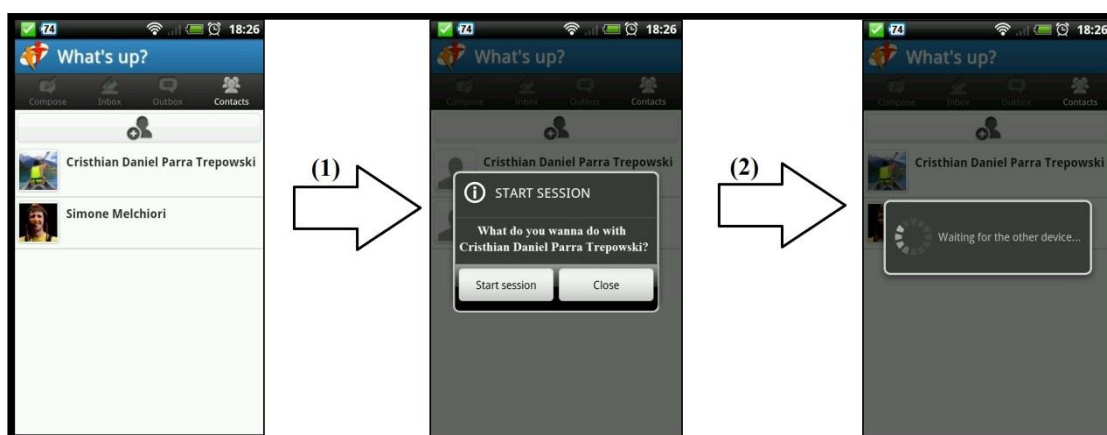 74 18:26
What's up?
Compose Inbox Outbox Contacts
Cristhian Daniel Parra Trepowski
Simone Melchiori
(1)
74 18:26
What's up?
Compose Inbox Outbox Contacts
Cristhian Daniel Parra Trepowski
START SESSION
What do you wanna do with
Cristhian Daniel Parra Trepowski?
Start session Close
(2)
74 18:26
What's up?
Compose Inbox Outbox Contacts
Cristhian Daniel Parra Trepowski
Waiting for the other device...